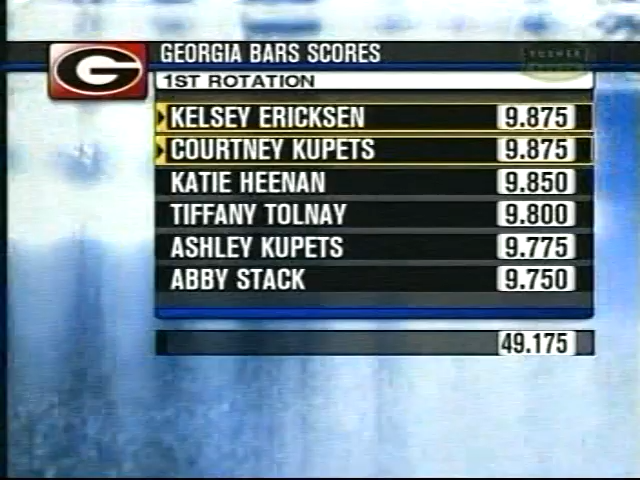 GEORGIA BARS SCORES
1ST ROTATION
KELSEY ERICKSEN 9.875
COURTNEY KUPETS 9.875
KATIE HEENAN 9.850
TIFFANY TOLNAY 9.800
ASHLEY KUPETS 9.775
ABBY STACK 9.750
49.175
G